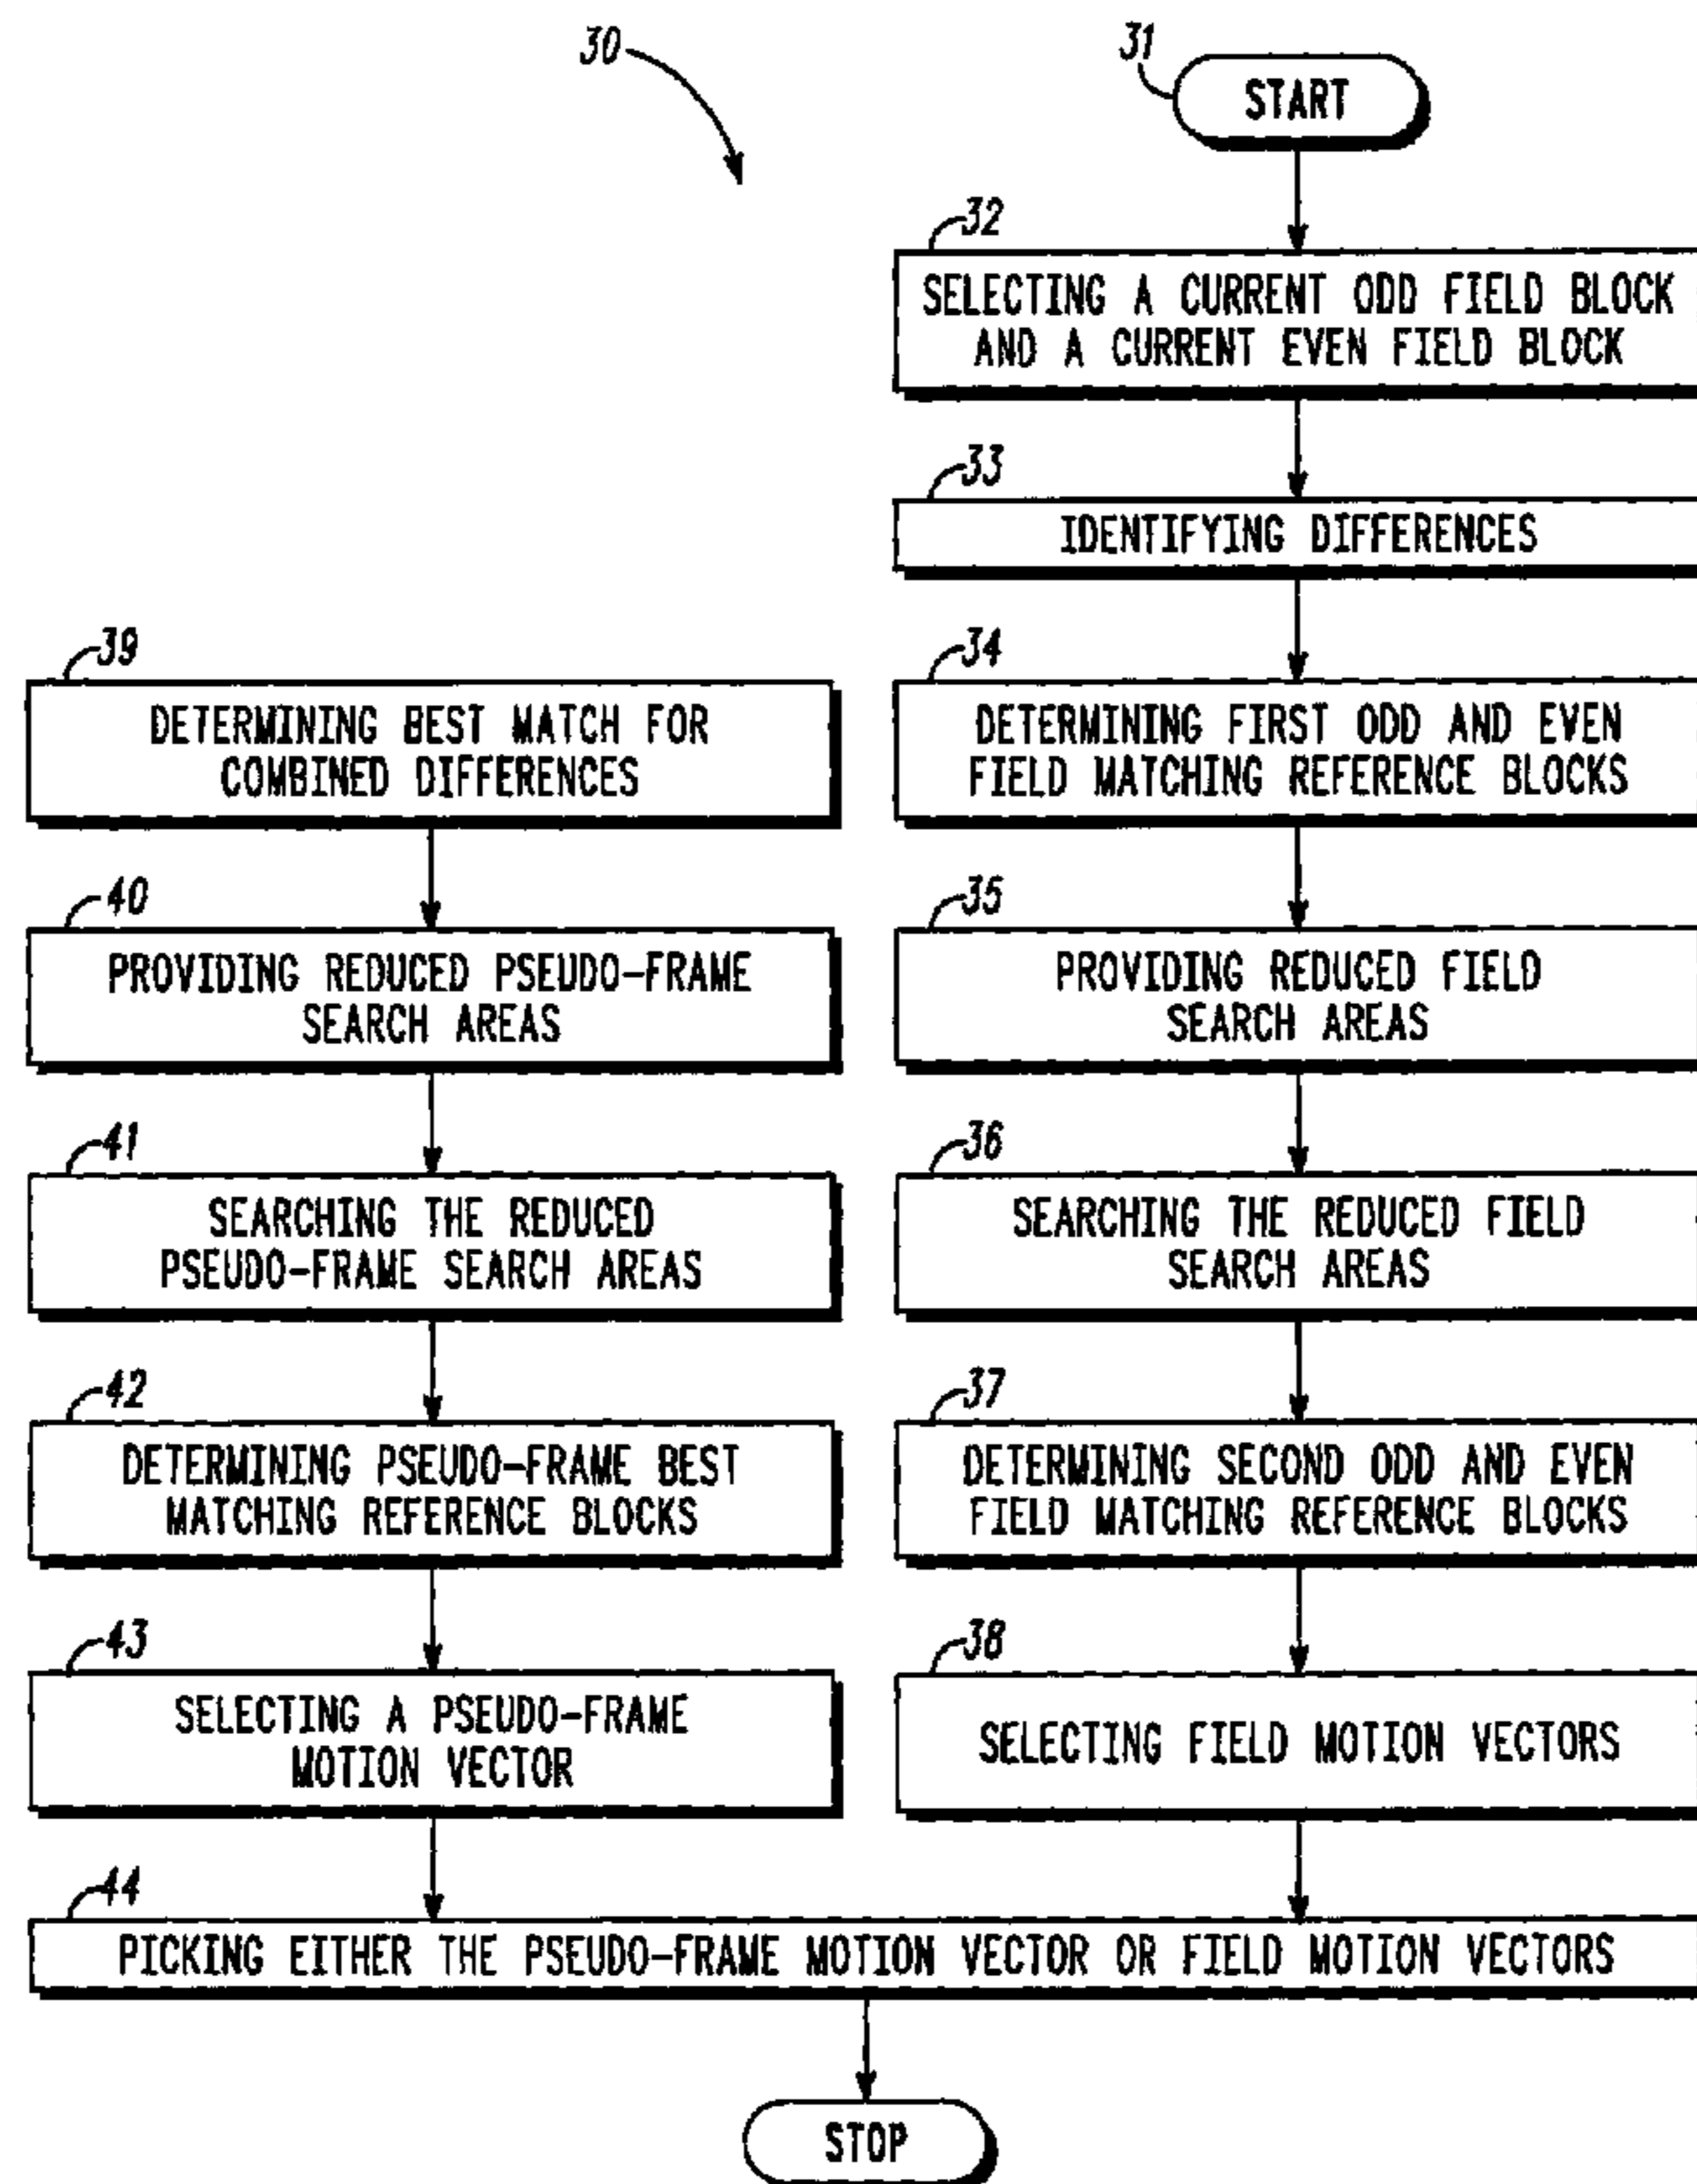 30
31
START
32
SELECTING A CURRENT ODD FIELD BLOCK
AND A CURRENT EVEN FIELD BLOCK
33
IDENTIFYING DIFFERENCES
34
DETERMINING FIRST ODD AND EVEN
FIELD MATCHING REFERENCE BLOCKS
35
PROVIDING REDUCED FIELD
SEARCH AREAS
36
SEARCHING THE REDUCED FIELD
SEARCH AREAS
37
DETERMINING SECOND ODD AND EVEN
FIELD MATCHING REFERENCE BLOCKS
38
SELECTING FIELD MOTION VECTORS
39
DETERMINING BEST MATCH FOR
COMBINED DIFFERENCES
40
PROVIDING REDUCED PSEUDO-FRAME
SEARCH AREAS
41
SEARCHING THE REDUCED
PSEUDO-FRAME SEARCH AREAS
42
DETERMINING PSEUDO-FRAME BEST
MATCHING REFERENCE BLOCKS
43
SELECTING A PSEUDO-FRAME
MOTION VECTOR
44
PICKING EITHER THE PSEUDO-FRAME MOTION VECTOR OR FIELD MOTION VECTORS
STOP